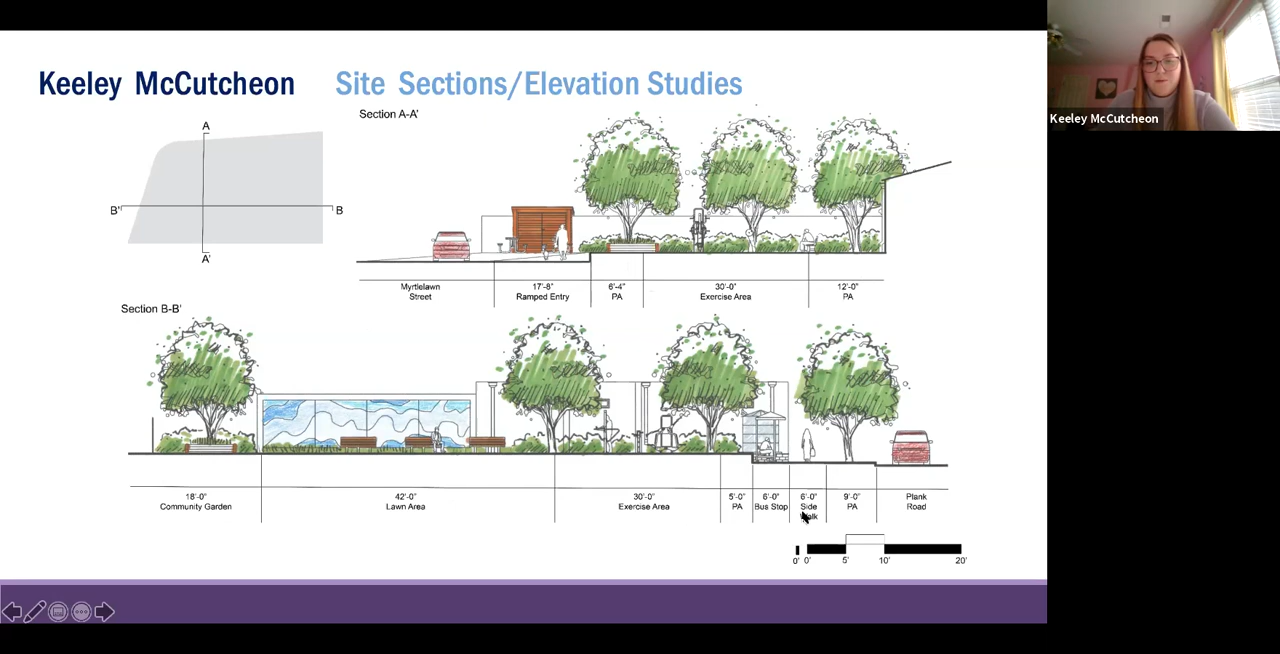 Keeley McCutcheon Site Sections/Elevation Studies
Keeley McCutcheon
Section A-A'
A
B' B
A'
Myrtlelawn
Street
17'-8"
Ramped Entry
6'-4"
PA
30'-0"
Exercise Area
12'-0"
PA
Section B-B'
18'-0"
Community Garden
42'-0"
Lawn Area
30'-0"
Exercise Area
5'-0"
PA
6'-0"
Bus Stop
6'-0"
Side
Walk
9'-0"
PA
Plank
Road
0' 0' 5' 10' 20'